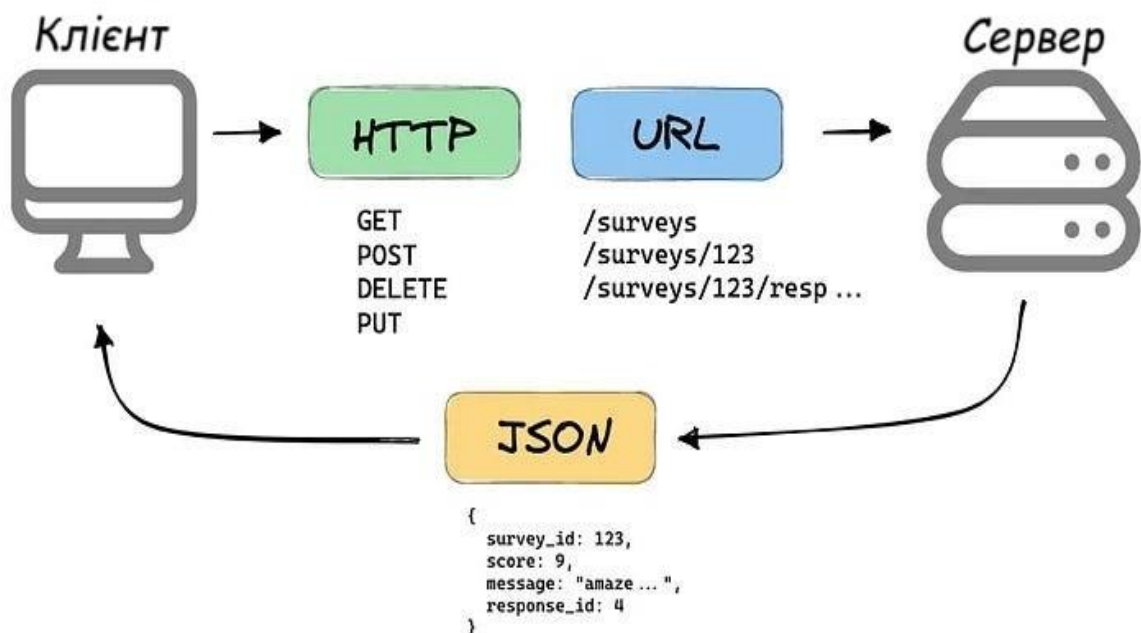 Клієнт
Сервер
HTTP
URL
GET
POST
DELETE
PUT
/surveys
/surveys/123
/surveys/123/resp ...
JSON
{
survey_id: 123,
score: 9,
message: "amaze ... ",
response_id: 4
}